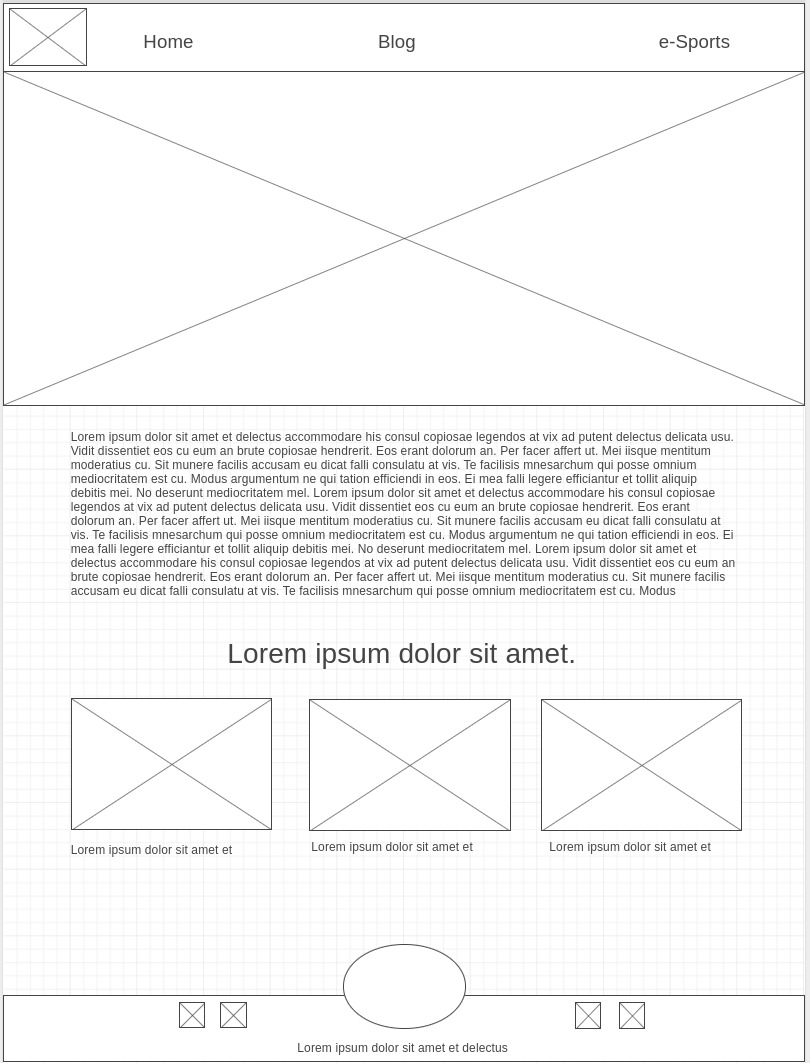 Home
Blog
e-Sports
Lorem ipsum dolor sit amet et delectus accommodare his consul copiosae legendos at vix ad putent delectus delicata usu.
Vidit dissentiet eos cu eum an brute copiosae hendrerit. Eos erant dolorum an. Per facer affert ut. Mei iisque mentitum
moderatius cu. Sit munere facilis accusam eu dicat falli consulatu at vis. Te facilisis mnesarchum qui posse omnium
mediocritatem est cu. Modus argumentum ne qui tation efficiendi in eos. Ei mea falli legere efficiantur et tollit aliquip
debitis mei. No deserunt mediocritatem mel. Lorem ipsum dolor sit amet et delectus accommodare his consul copiosae
legendos at vix ad putent delectus delicata usu. Vidit dissentiet eos cu eum an brute copiosae hendrerit. Eos erant
dolorum an. Per facer affert ut. Mei iisque mentitum moderatius cu. Sit munere facilis accusam eu dicat falli consulatu at
vis. Te facilisis mnesarchum qui posse omnium mediocritatem est cu. Modus argumentum ne qui tation efficiendi in eos. Ei
mea falli legere efficiantur et tollit aliquip debitis mei. No deserunt mediocritatem mel. Lorem ipsum dolor sit amet et
delectus accommodare his consul copiosae legendos at vix ad putent delectus delicata usu. Vidit dissentiet eos cu eum an
brute copiosae hendrerit. Eos erant dolorum an. Per facer affert ut. Mei iisque mentitum moderatius cu. Sit munere facilis
accusam eu dicat falli consulatu at vis. Te facilisis mnesarchum qui posse omnium mediocritatem est cu. Modus
Lorem ipsum dolor sit amet.
Lorem ipsum dolor sit amet et
Lorem ipsum dolor sit amet et
Lorem ipsum dolor sit amet et
Lorem ipsum dolor sit amet et delectus